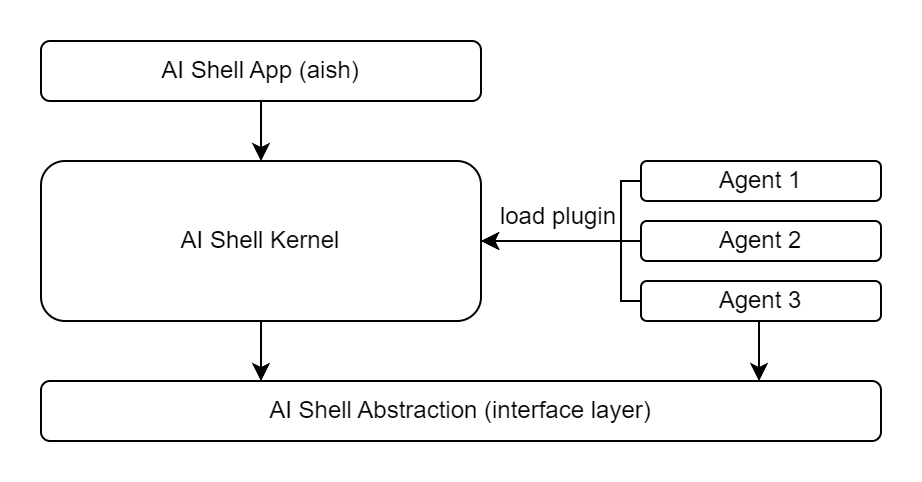 AI Shell App (aish)
AI Shell Kernel
load plugin
Agent 1
Agent 2
Agent 3
AI Shell Abstraction (interface layer)